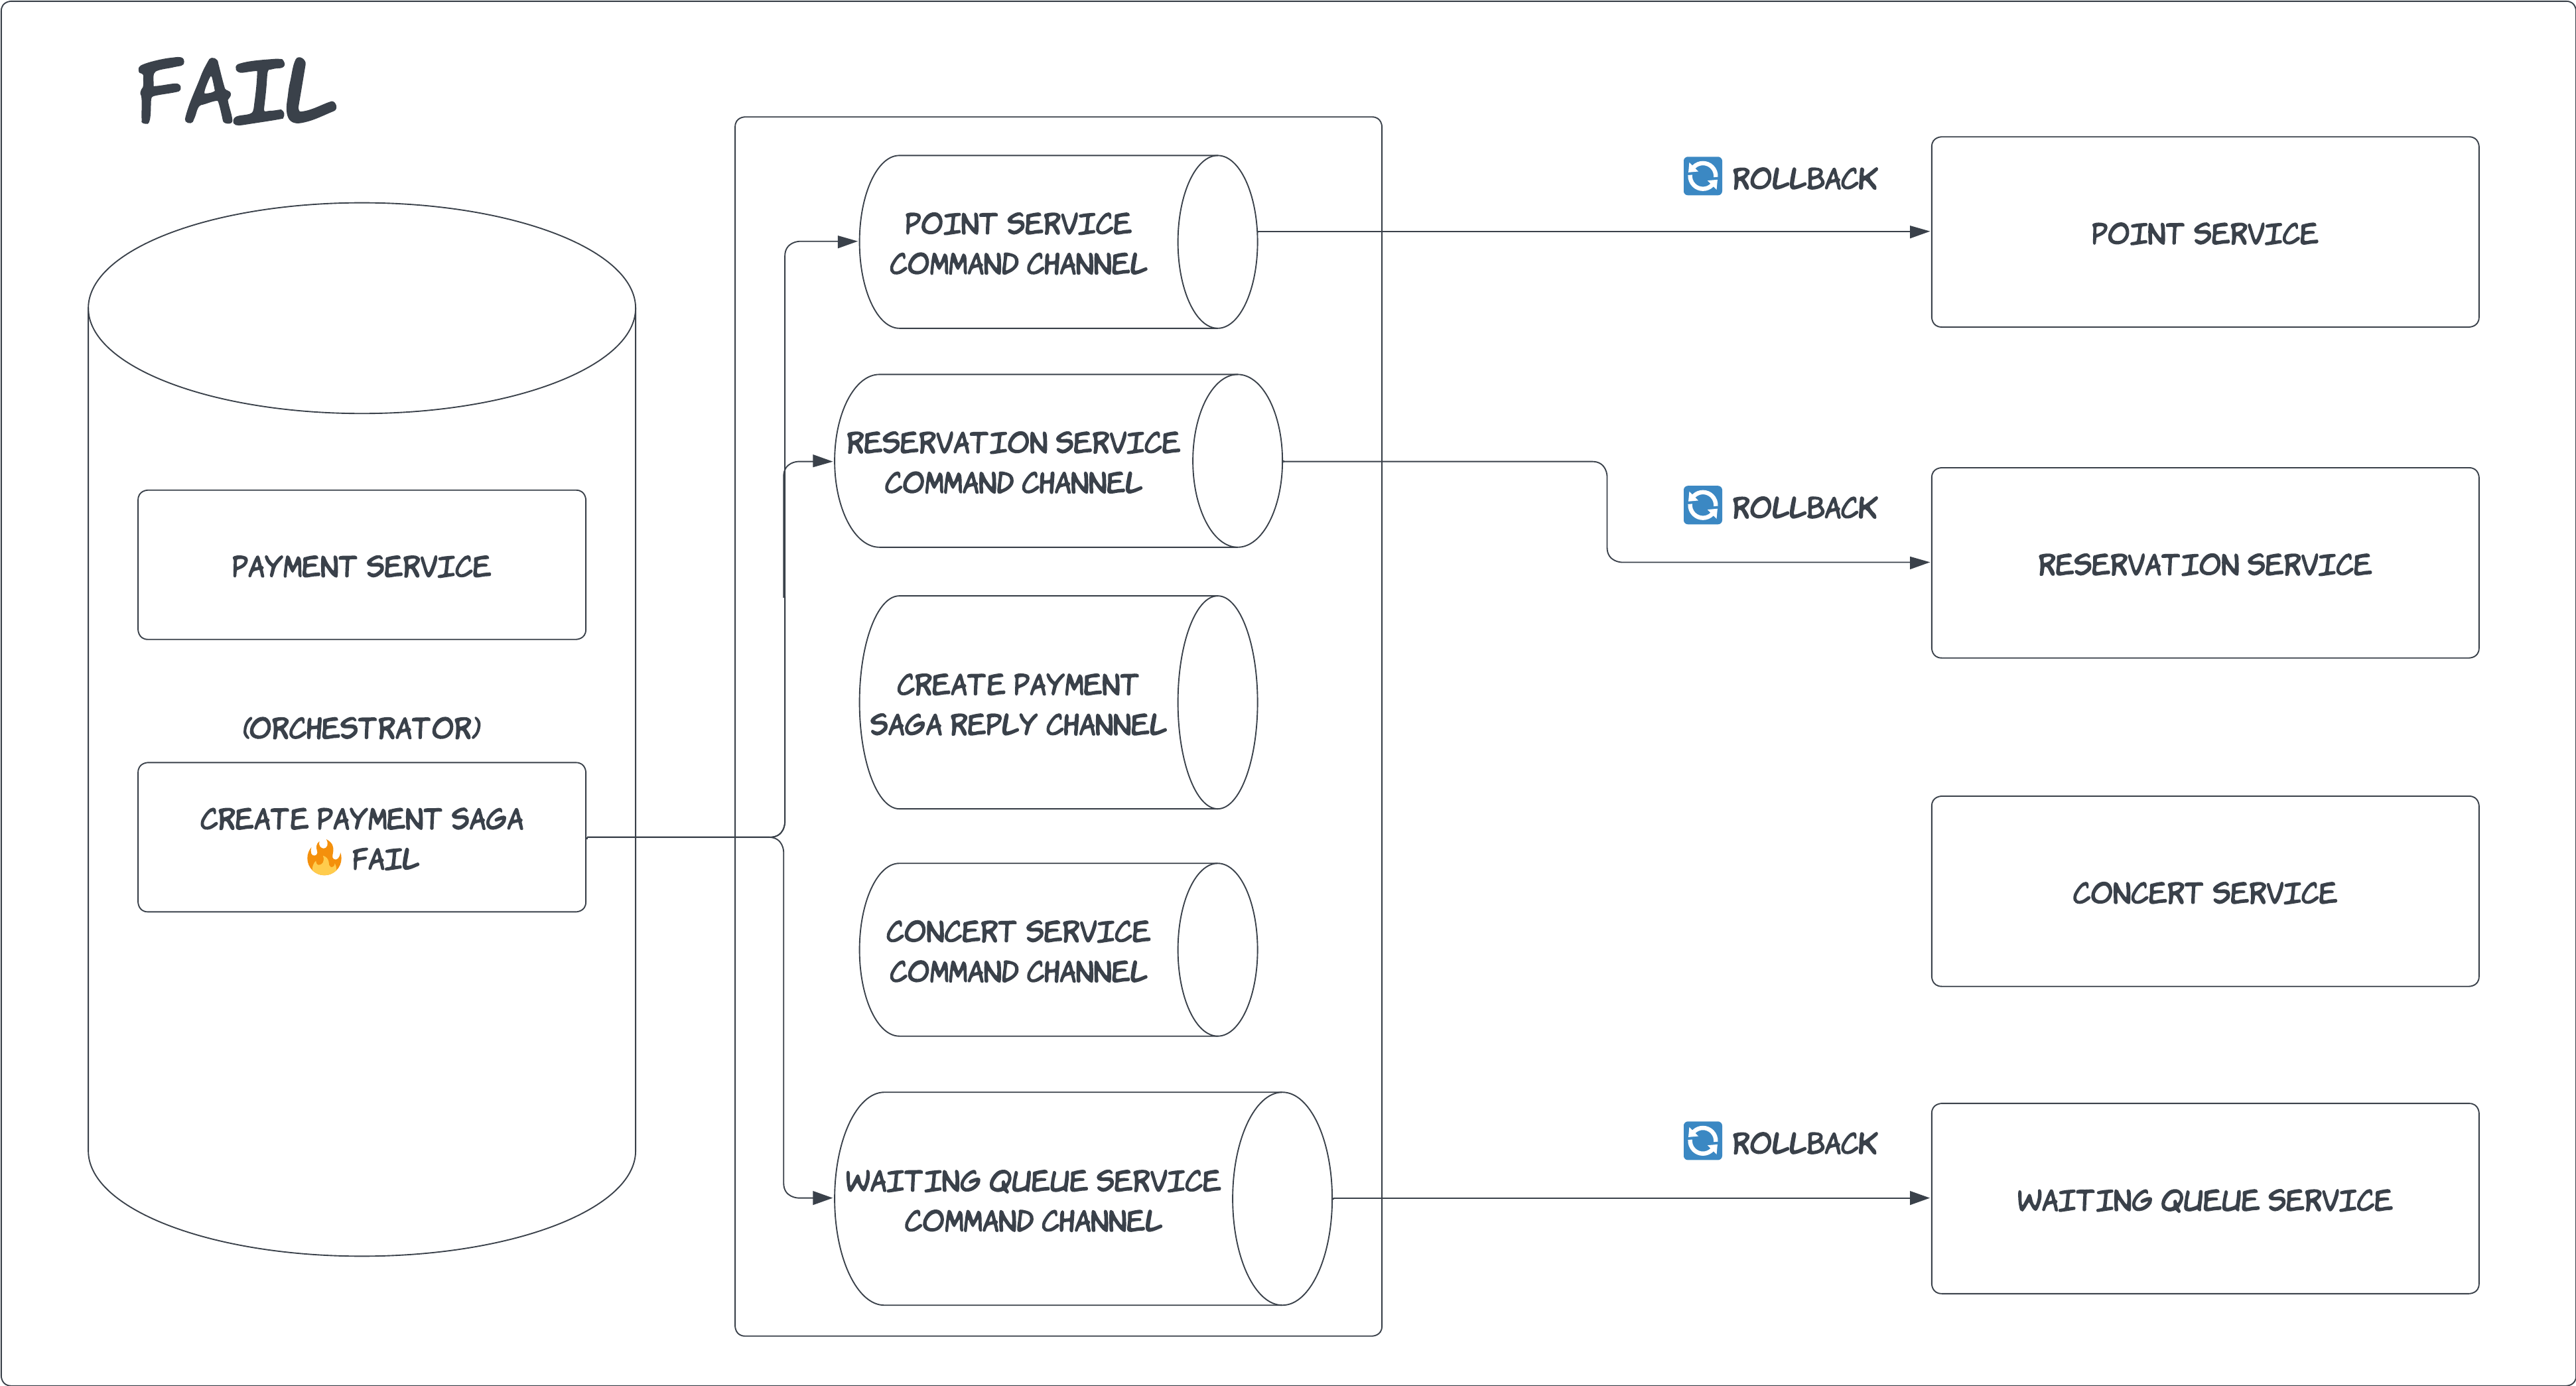 FAIL
PAYMENT SERVICE
(ORCHESTRATOR)
CREATE PAYMENT SAGA
🔥 FAIL
POINT SERVICE
COMMAND CHANNEL
RESERVATION SERVICE
COMMAND CHANNEL
CREATE PAYMENT
SAGA REPLY CHANNEL
CONCERT SERVICE
COMMAND CHANNEL
WAITING QUEUE SERVICE
COMMAND CHANNEL
🔄 ROLLBACK
POINT SERVICE
🔄 ROLLBACK
RESERVATION SERVICE
CONCERT SERVICE
🔄 ROLLBACK
WAITING QUEUE SERVICE